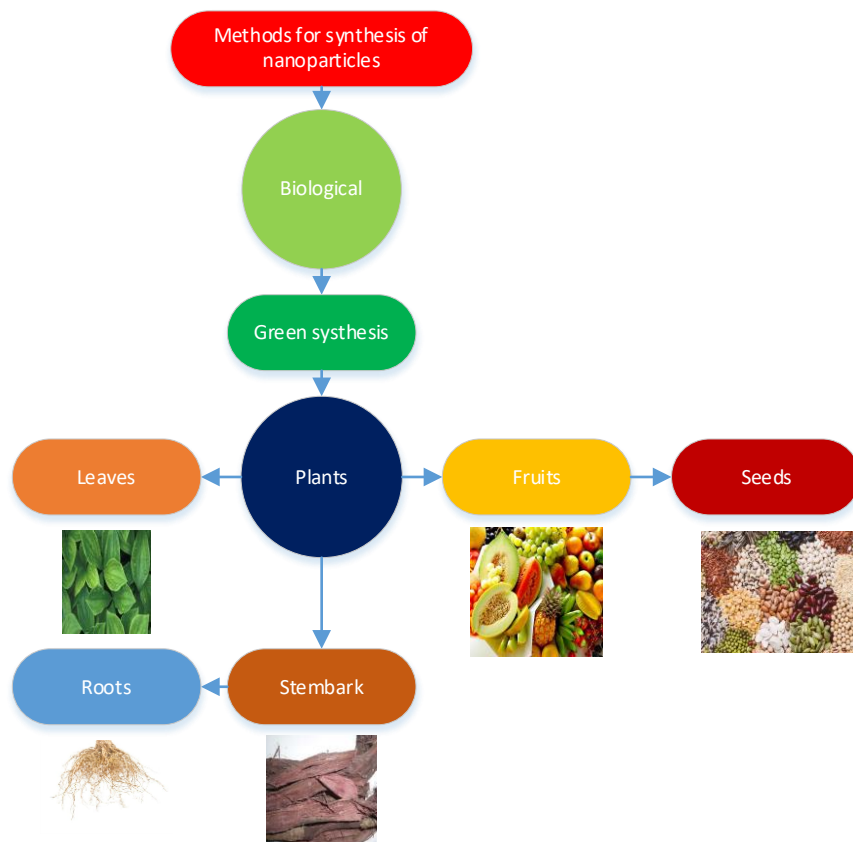 Methods for synthesis of
nanoparticles
Biological
Green systhesis
Leaves
Plants
Fruits
Seeds
Roots
Stembark